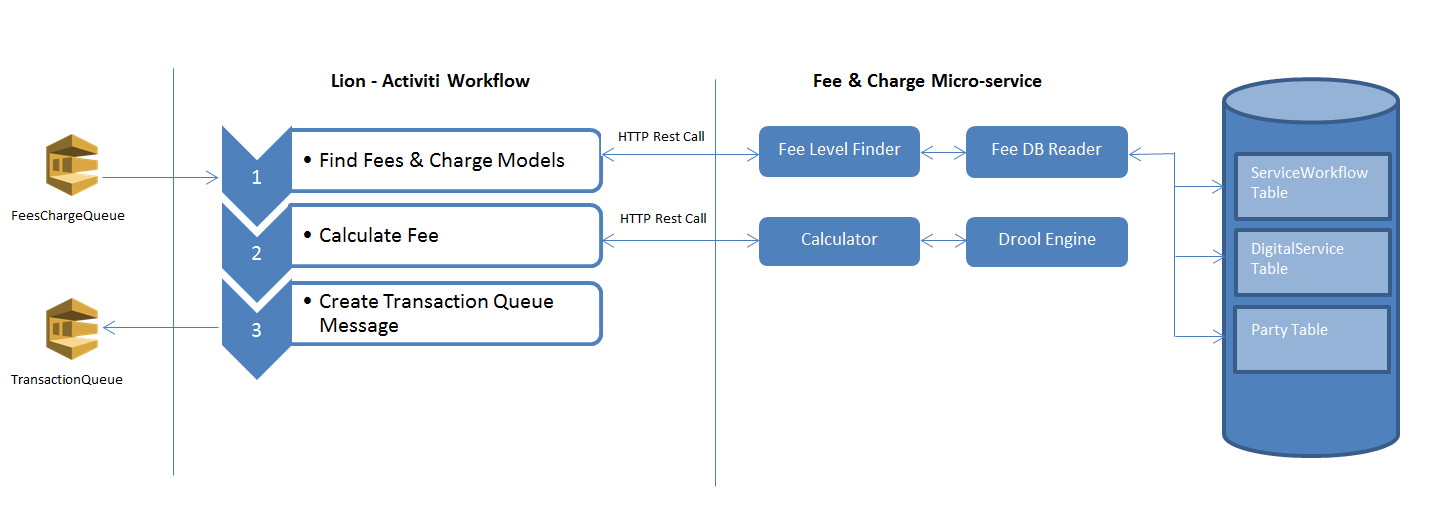 Lion - Activiti Workflow
Fee & Charge Micro-service
FeesChargeQueue
TransactionQueue
1
• Find Fees & Charge Models
2
• Calculate Fee
3
• Create Transaction Queue
Message
HTTP Rest Call
HTTP Rest Call
Fee Level Finder
Fee DB Reader
Calculator
Drool Engine
ServiceWorkflow
Table
DigitalService
Table
Party Table